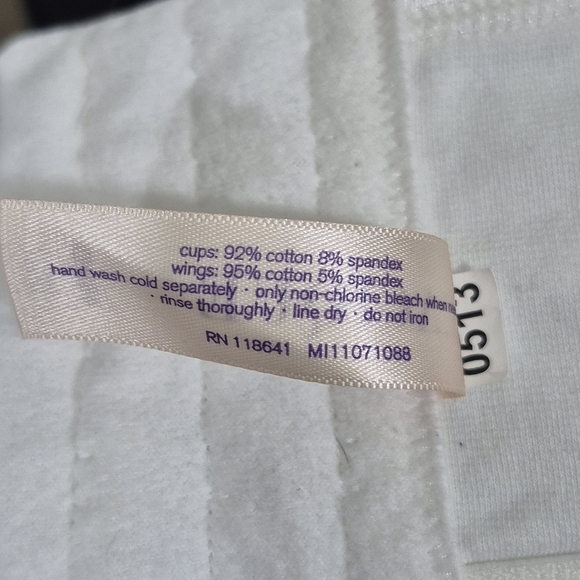 cups: 92% cotton 8% spandex
wings: 95% cotton 5% spandex
hand wash cold separately · only non-chlorine bleach when
· rinse thoroughly · line dry · do not iron
RN 118641 MI11071088
0513